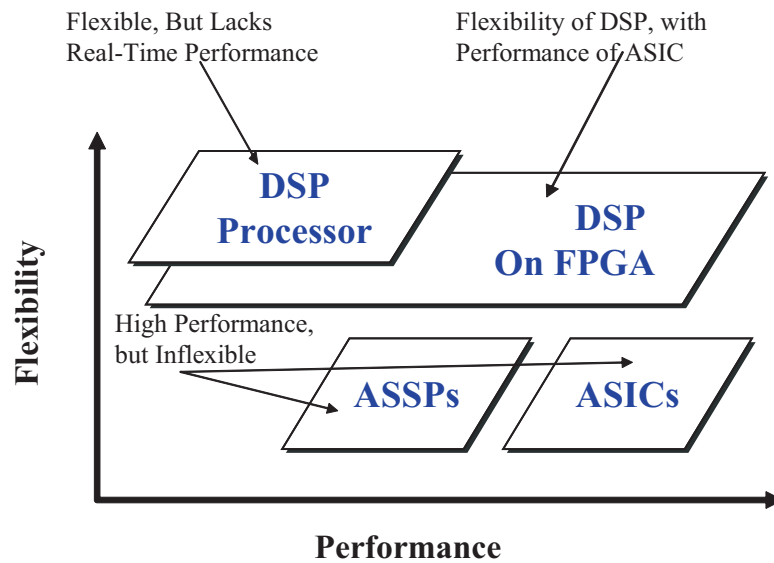 Flexible, But Lacks
Real-Time Performance
Flexibility of DSP, with
Performance of ASIC
DSP
Processor
DSP
On FPGA
Flexibility
High Performance,
but Inflexible
ASSPs
ASICs
Performance